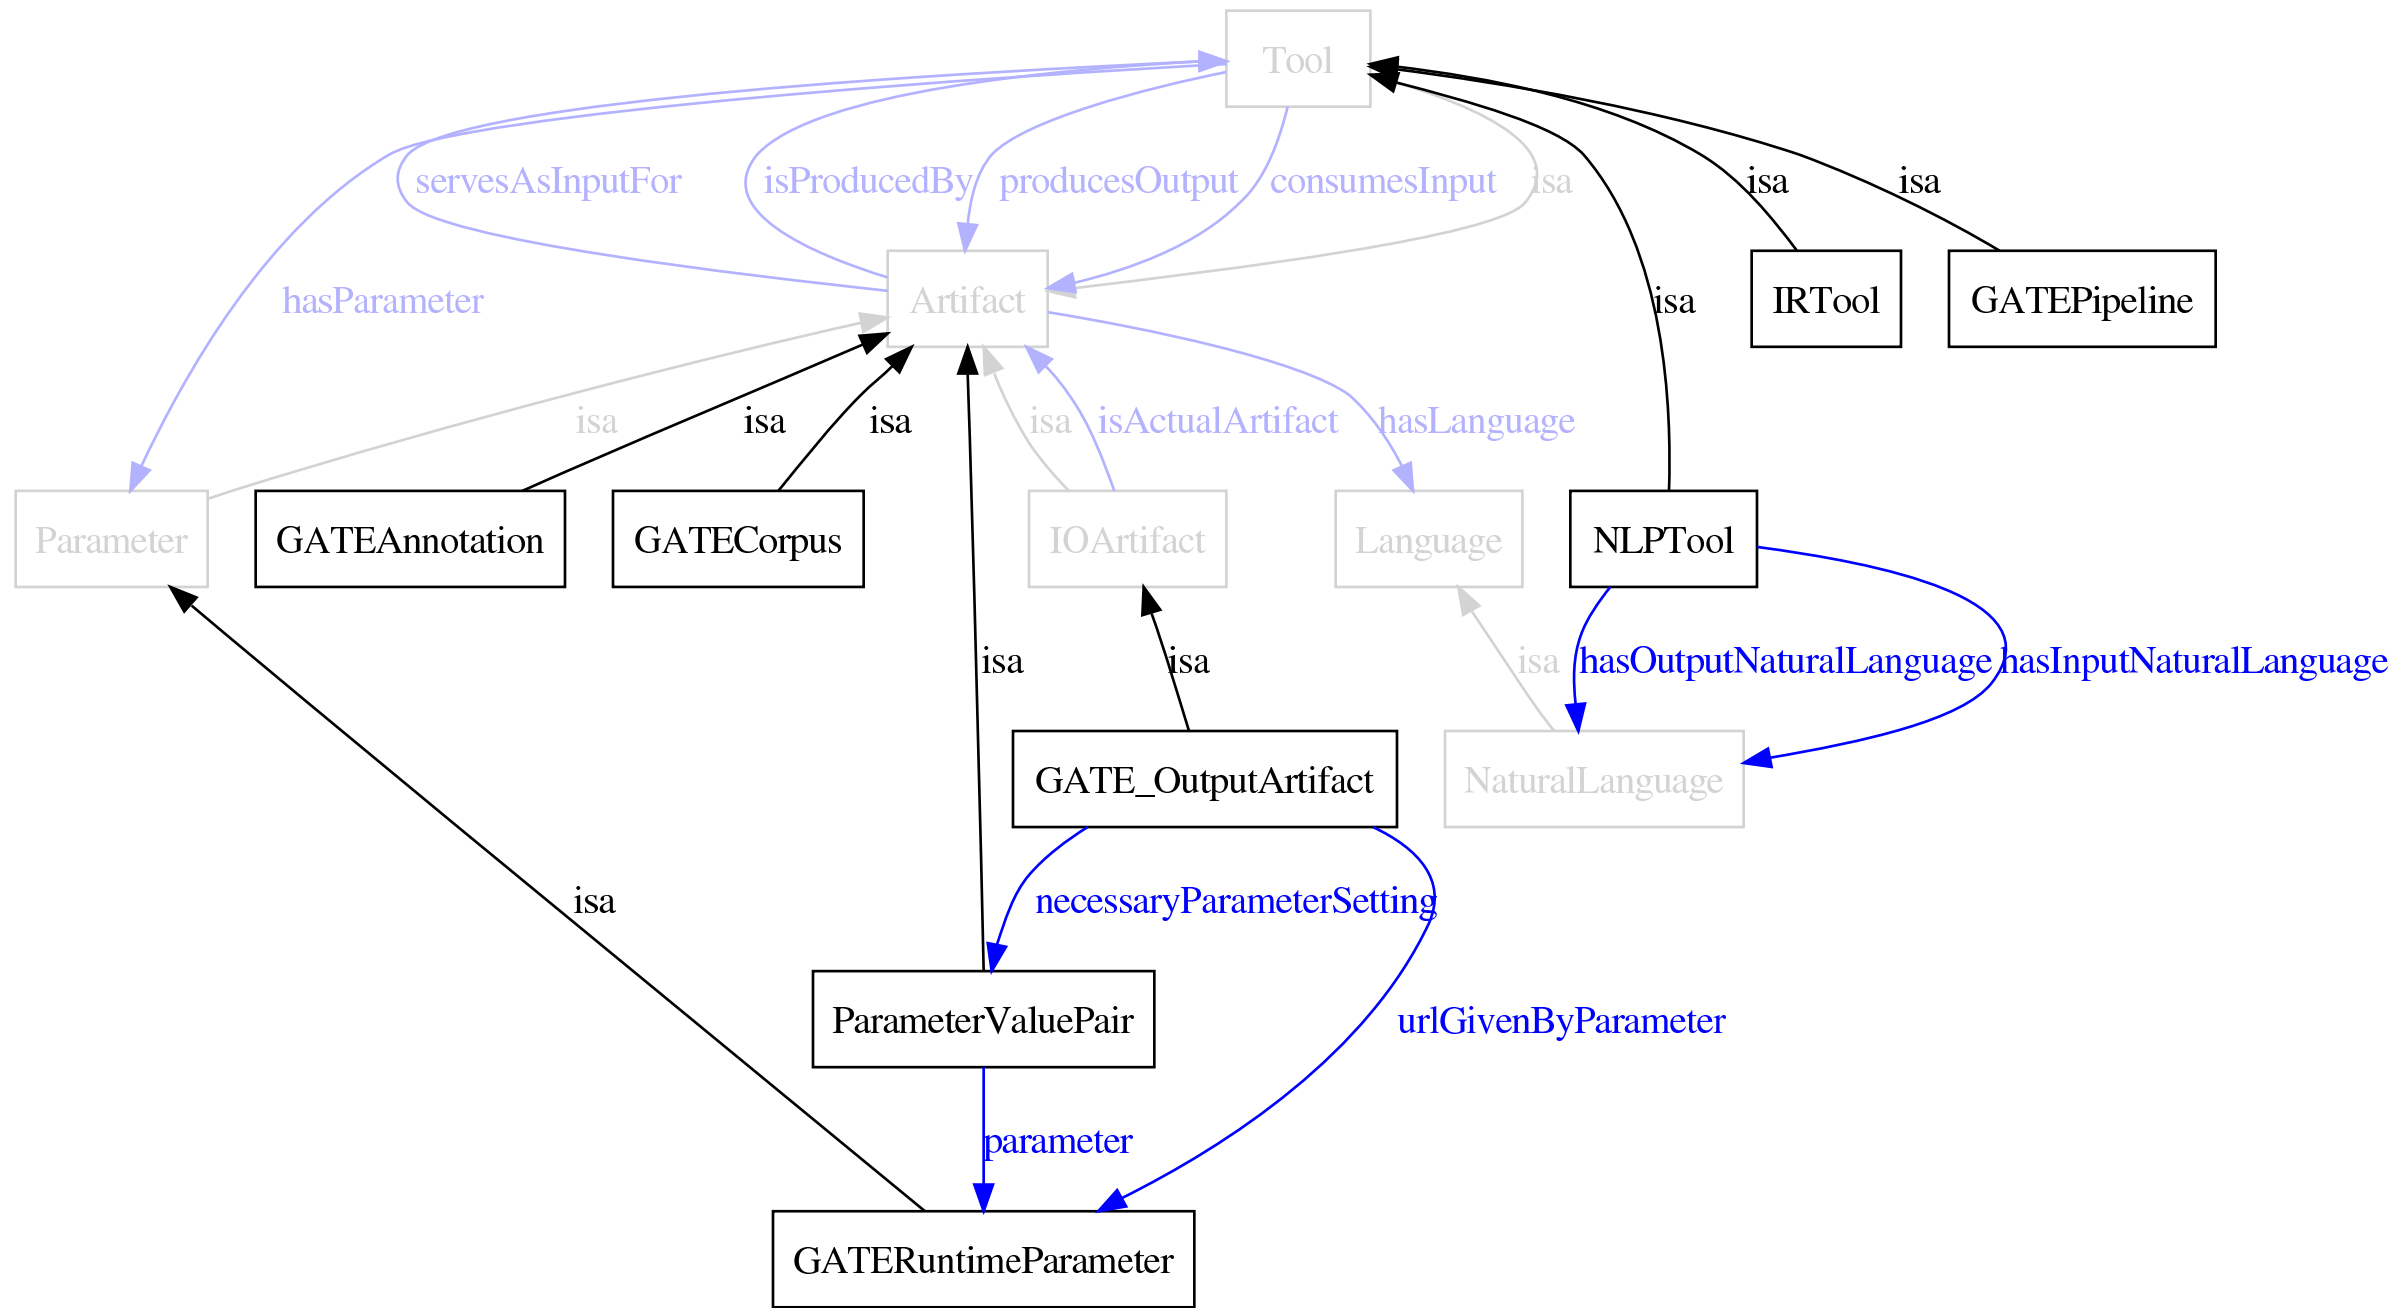 Tool
servesAsInputFor
isProducedBy
producesOutput
consumesInput
isa
isa
isa
hasParameter
Artifact
isa
IRTool
GATEPipeline
isa
isa
isa
isa
isActualArtifact
hasLanguage
Parameter
GATEAnnotation
GATECorpus
IOArtifact
Language
NLPTool
isa
isa
isa
hasOutputNaturalLanguage
hasInputNaturalLanguage
GATE_OutputArtifact
NaturalLanguage
isa
necessaryParameterSetting
ParameterValuePair
urlGivenByParameter
parameter
GATERuntimeParameter